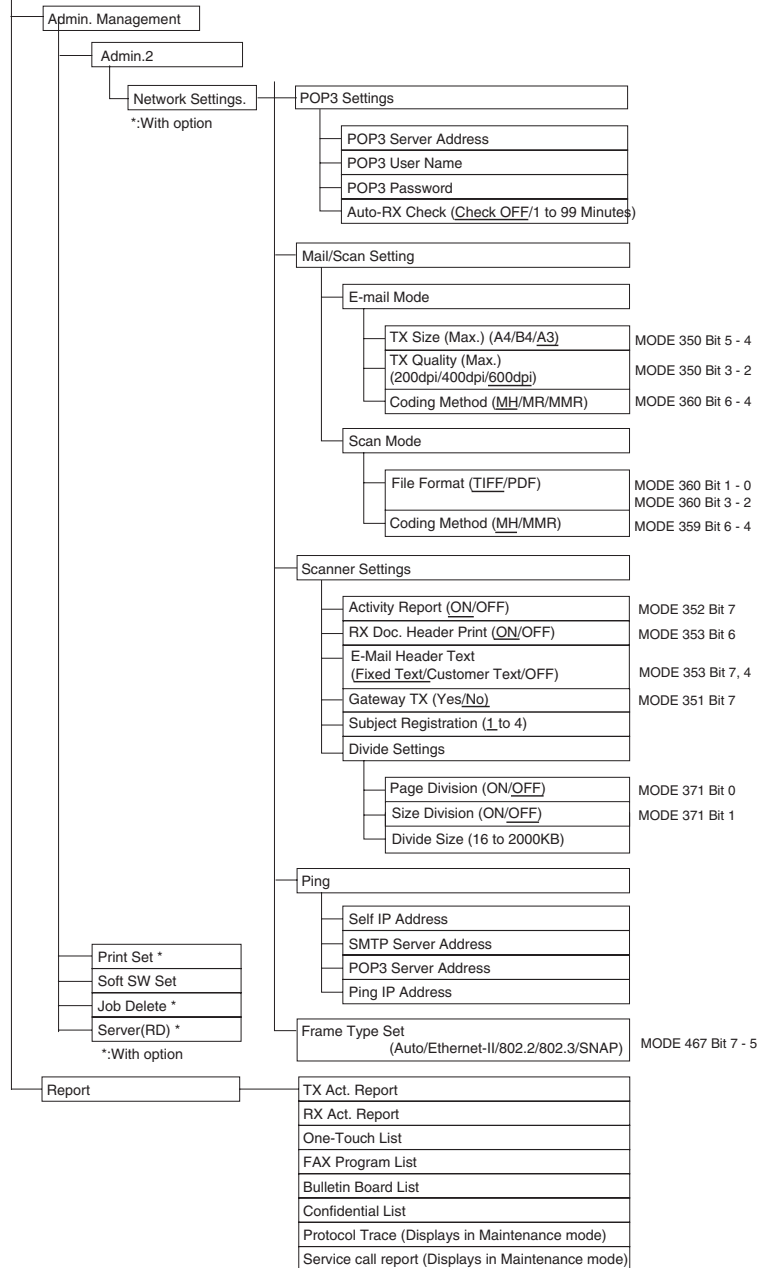 Admin. Management
Admin.2
Network Settings.
*:With option
POP3 Settings
POP3 Server Address
POP3 User Name
POP3 Password
Auto-RX Check (Check OFF/1 to 99 Minutes)
Mail/Scan Setting
E-mail Mode
TX Size (Max.) (A4/B4/A3)
MODE 350 Bit 5 - 4
TX Quality (Max.)
(200dpi/400dpi/600dpi)
MODE 350 Bit 3 - 2
Coding Method (MH/MR/MMR)
MODE 360 Bit 6 - 4
Scan Mode
File Format (TIFF/PDF)
MODE 360 Bit 1 - 0
MODE 360 Bit 3 - 2
Coding Method (MH/MMR)
MODE 359 Bit 6 - 4
Scanner Settings
Activity Report (ON/OFF)
MODE 352 Bit 7
RX Doc. Header Print (ON/OFF)
MODE 353 Bit 6
E-Mail Header Text
(Fixed Text/Customer Text/OFF)
MODE 353 Bit 7, 4
Gateway TX (Yes/No)
MODE 351 Bit 7
Subject Registration (1 to 4)
Divide Settings
Page Division (ON/OFF)
MODE 371 Bit 0
Size Division (ON/OFF)
MODE 371 Bit 1
Divide Size (16 to 2000KB)
Ping
Self IP Address
SMTP Server Address
POP3 Server Address
Ping IP Address
Frame Type Set
(Auto/Ethernet-II/802.2/802.3/SNAP)
MODE 467 Bit 7 - 5
Print Set *
Soft SW Set
Job Delete *
Server(RD) *
*:With option
Report
TX Act. Report
RX Act. Report
One-Touch List
FAX Program List
Bulletin Board List
Confidential List
Protocol Trace (Displays in Maintenance mode)
Service call report (Displays in Maintenance mode)